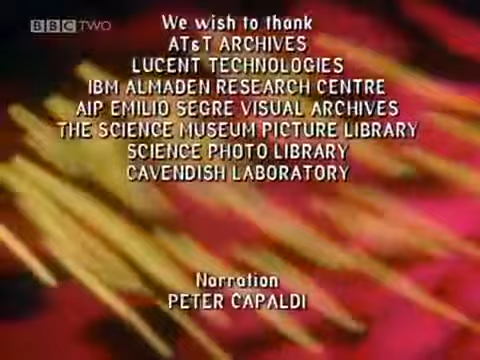 BBC TWO
We wish to thank
AT&T ARCHIVES
LUCENT TECHNOLOGIES
IBM ALMADEN RESEARCH CENTRE
AIP EMILIO SEGRE VISUAL ARCHIVES
THE SCIENCE MUSEUM PICTURE LIBRARY
SCIENCE PHOTO LIBRARY
CAVENDISH LABORATORY
Narration
PETER CAPALDI